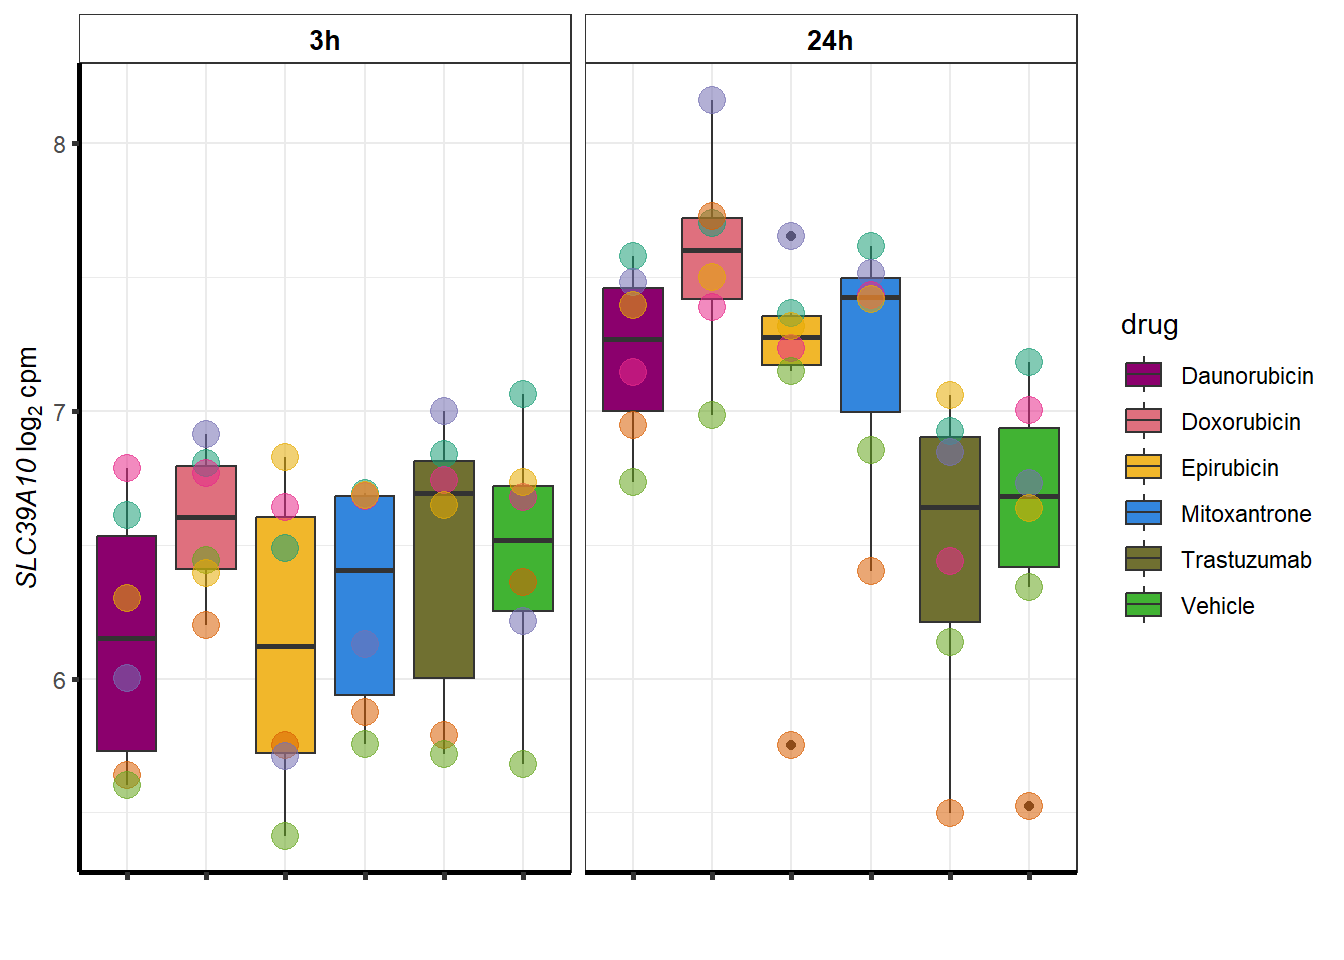 3h
24h
8
7
6
SLC39A10 log₂ cpm
drug
Daunorubicin
Doxorubicin
Epirubicin
Mitoxantrone
Trastuzumab
Vehicle